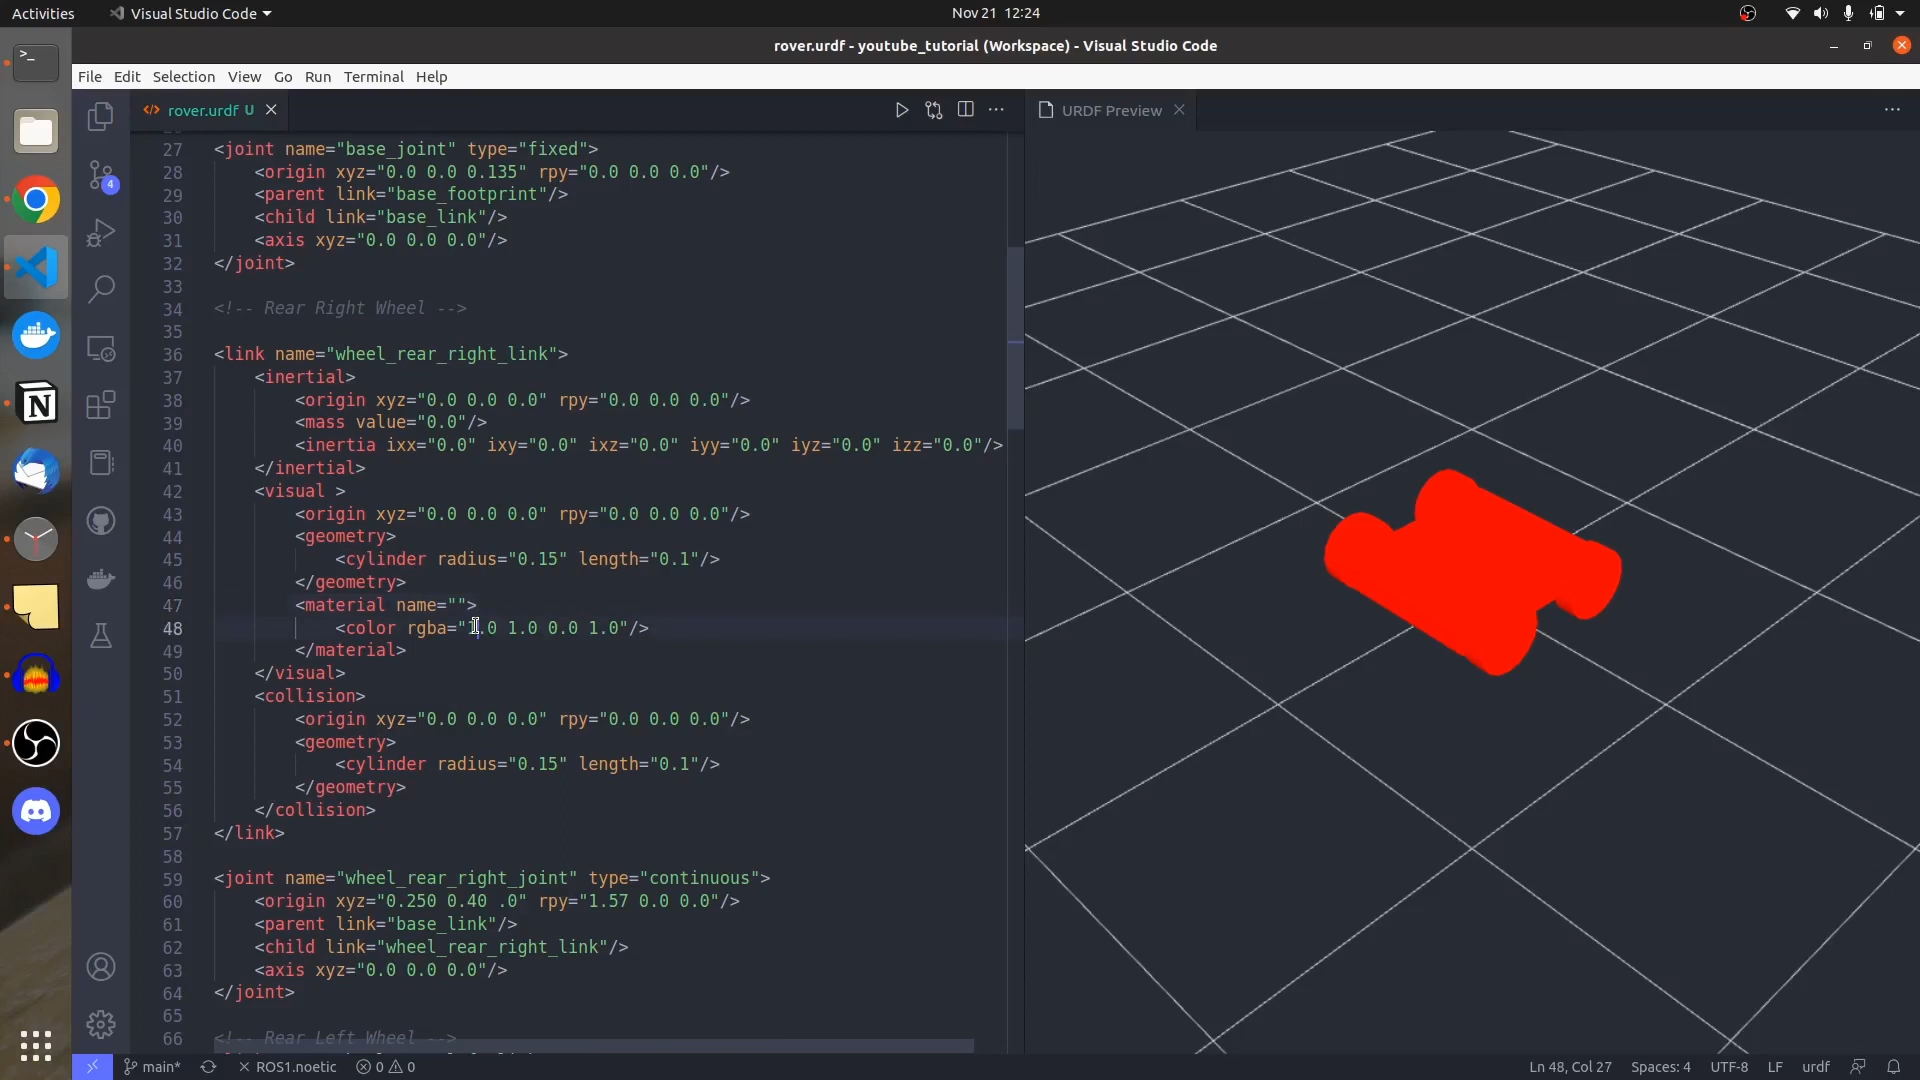 Activities
Visual Studio Code
Nov 21 12:24
rover.urdf - youtube_tutorial (Workspace) - Visual Studio Code
File Edit Selection View Go Run Terminal Help
rover.urdf U
URDF Preview
27 <joint name="base_joint" type="fixed">
28 <origin xyz="0.0 0.0 0.135" rpy="0.0 0.0 0.0"/>
29 <parent link="base_footprint"/>
30 <child link="base_link"/>
31 <axis xyz="0.0 0.0 0.0"/>
32 </joint>
33
34 <!-- Rear Right Wheel -->
35
36 <link name="wheel_rear_right_link">
37 <inertial>
38 <origin xyz="0.0 0.0 0.0" rpy="0.0 0.0 0.0"/>
39 <mass value="0.0"/>
40 <inertia ixx="0.0" ixy="0.0" ixz="0.0" iyy="0.0" iyz="0.0" izz="0.0"/>
41 </inertial>
42 <visual >
43 <origin xyz="0.0 0.0 0.0" rpy="0.0 0.0 0.0"/>
44 <geometry>
45 <cylinder radius="0.15" length="0.1"/>
46 </geometry>
47 <material name="">
48 <color rgba="1.0 1.0 0.0 1.0"/>
49 </material>
50 </visual>
51 <collision>
52 <origin xyz="0.0 0.0 0.0" rpy="0.0 0.0 0.0"/>
53 <geometry>
54 <cylinder radius="0.15" length="0.1"/>
55 </geometry>
56 </collision>
57 </link>
58
59 <joint name="wheel_rear_right_joint" type="continuous">
60 <origin xyz="0.250 0.40 .0" rpy="1.57 0.0 0.0"/>
61 <parent link="base_link"/>
62 <child link="wheel_rear_right_link"/>
63 <axis xyz="0.0 0.0 0.0"/>
64 </joint>
65
66 <!-- Rear Left Wheel -->
4
main* ROS1.noetic 0 0
Ln 48, Col 27 Spaces: 4 UTF-8 LF urdf